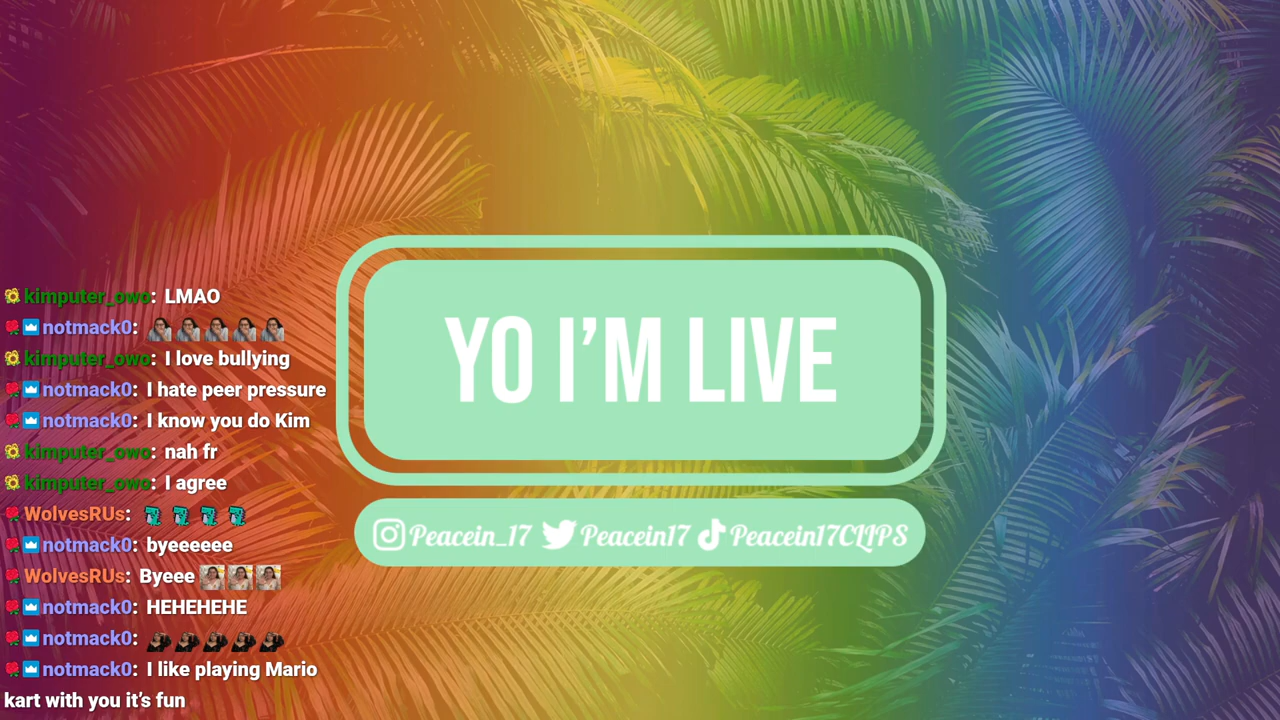 kimputer_owo: LMAO
notmack0:
kimputer_owo: I love bullying
notmack0: I hate peer pressure
notmack0: I know you do Kim
kimputer_owo: nah fr
kimputer_owo: I agree
WolvesRUs:
notmack0: byeeeeee
WolvesRUs: Byeee
notmack0: HEHEHEHE
notmack0:
notmack0: I like playing Mario
kart with you it’s fun
YO I’M LIVE
Peacein_17 Peacein17 Peacein17CLIPS